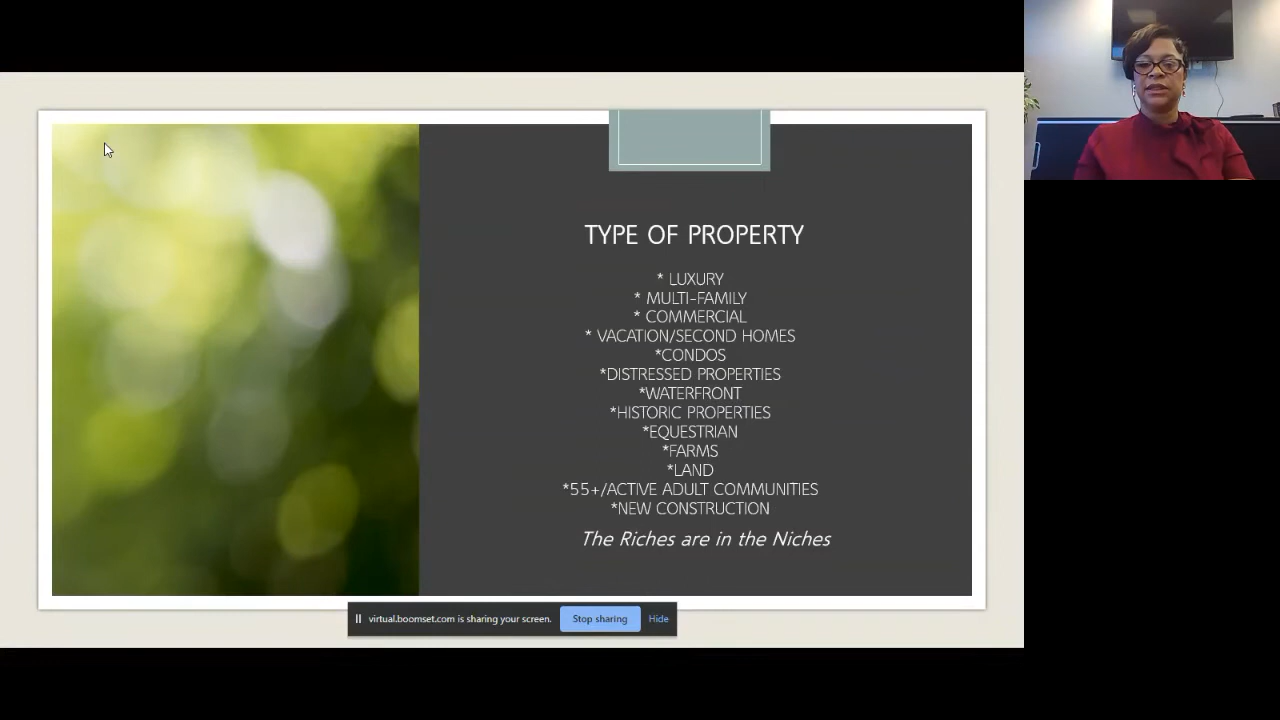 TYPE OF PROPERTY
* LUXURY
* MULTI-FAMILY
* COMMERCIAL
* VACATION/SECOND HOMES
*CONDOS
*DISTRESSED PROPERTIES
*WATERFRONT
*HISTORIC PROPERTIES
*EQUESTRIAN
*FARMS
*LAND
*55+/ACTIVE ADULT COMMUNITIES
*NEW CONSTRUCTION
The Riches are in the Niches
virtual.boomset.com is sharing your screen. Stop sharing Hide